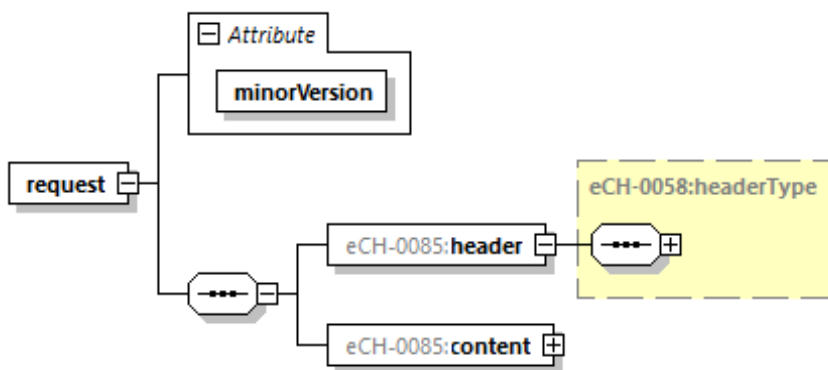 Attribute
minorVersion
request
eCH-0058:headerType
eCH-0085:header
eCH-0085:content